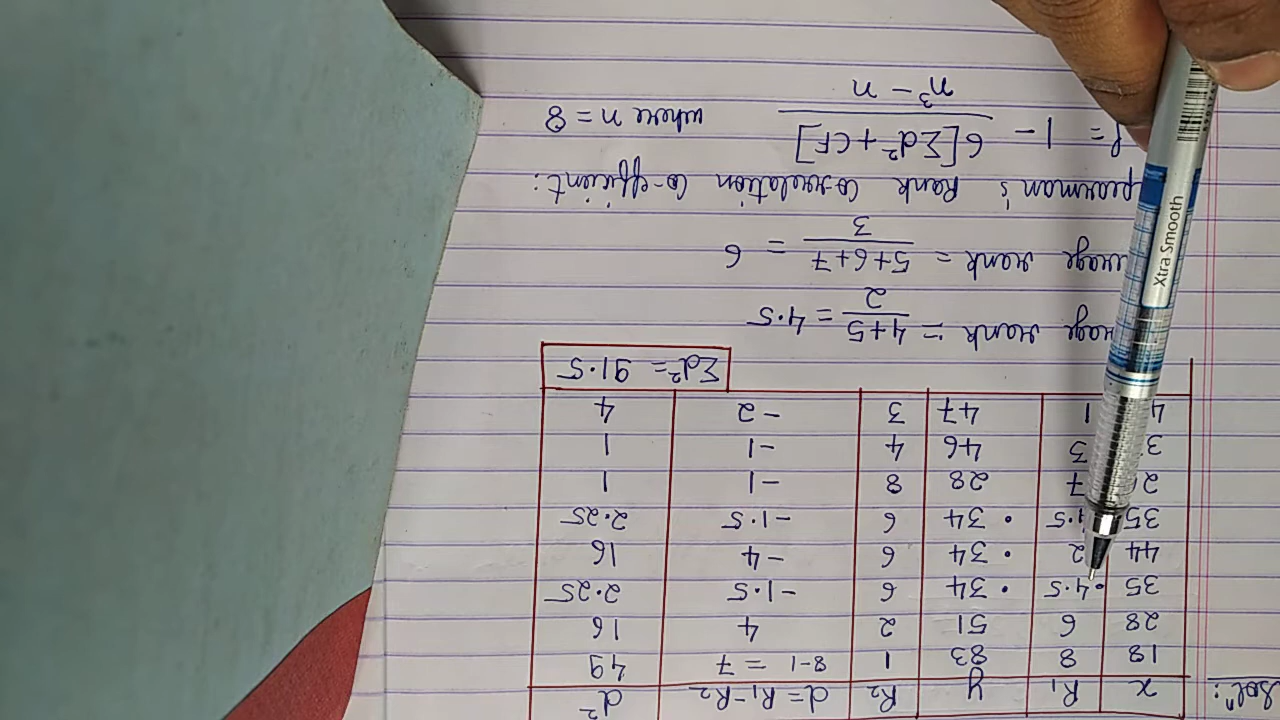 Solⁿ:
x R₁ y R₂ d=R₁-R₂ d²
18 8 83 1 8-1 = 7 49
28 6 51 2 4 16
35 •4.5 •34 6 -1.5 2.25
44 2 •34 6 -4 16
35 4.5 •34 6 -1.5 2.25
7 28 8 -1 1
3 46 4 -1 1
1 47 3 -2 4
Σd²= 91.5
rank = 4+5/2 = 4.5
rank = 5+6+7/3 = 6
Rank Correlation Co-efficient:
= 1 - 6[Σd²+CF]/n³-n where n=8
Xtra Smooth